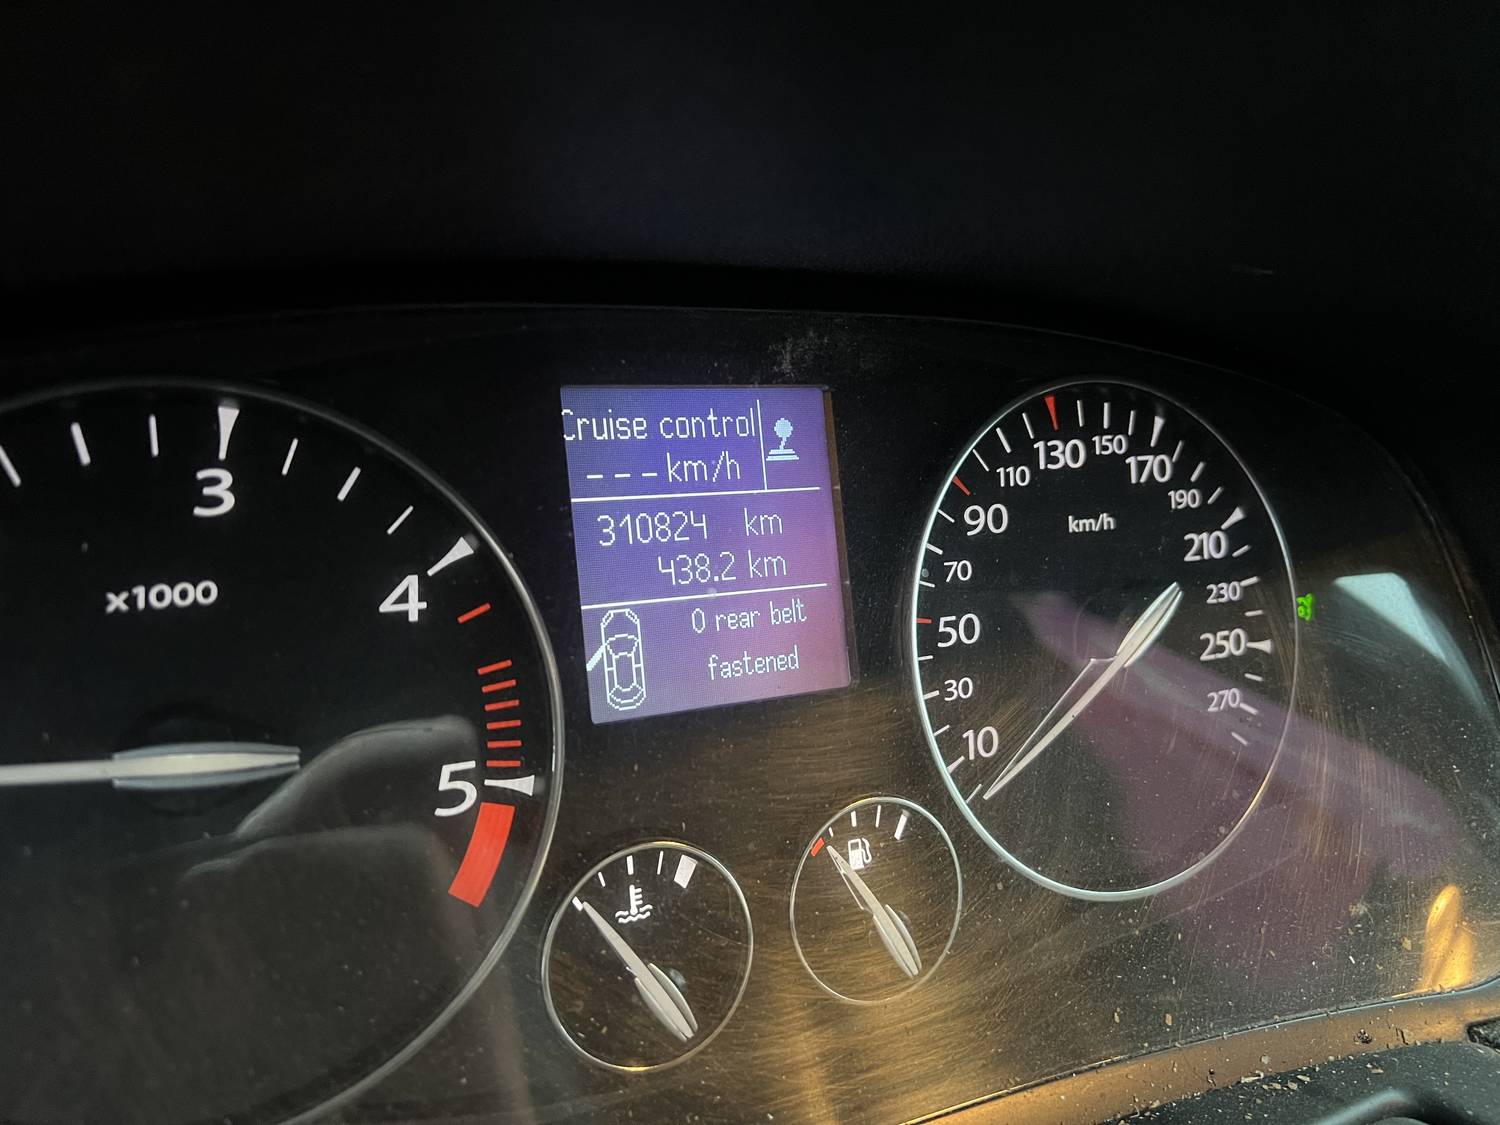 3
4
5
x1000
Cruise control
---km/h
310824 km
438.2 km
0 rear belt
fastened
10
30
50
70
90
110
130
150
170
190
210
230
250
270
km/h